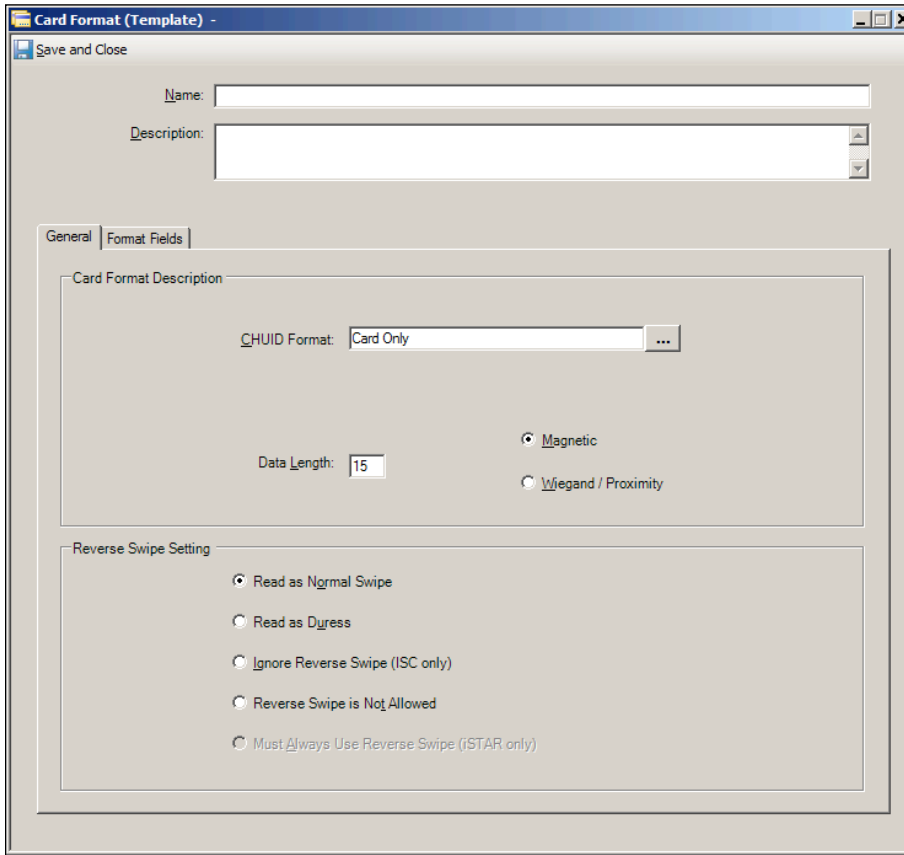 Card Format (Template) -
Save and Close
Name:
Description:
General Format Fields
Card Format Description
CHUID Format: Card Only ...
Magnetic
Data Length: 15
Wiegand / Proximity
Reverse Swipe Setting
Read as Normal Swipe
Read as Duress
Ignore Reverse Swipe (ISC only)
Reverse Swipe is Not Allowed
Must Always Use Reverse Swipe (iSTAR only)